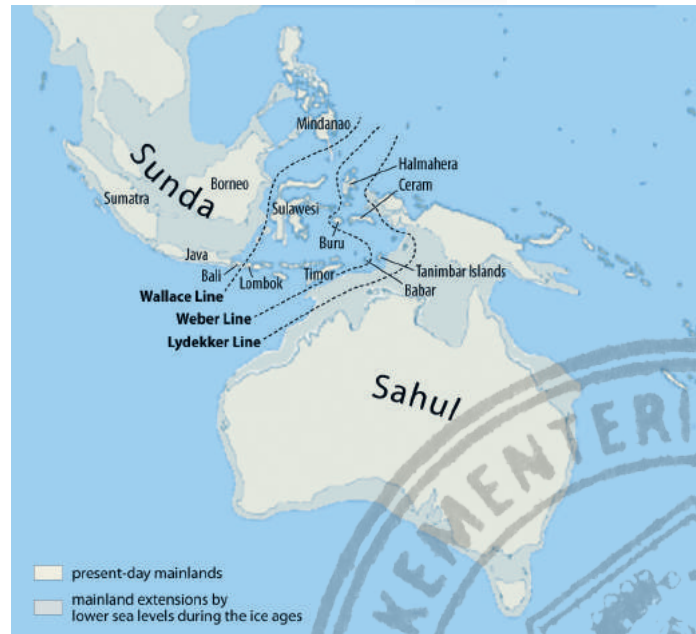 Mindanao
Halmahera
Ceram
Sunda
Borneo
Sumatra
Sulawesi
Buru
Java
Bali
Lombok
Timor
Tanimbar Islands
Babar
Wallace Line
Weber Line
Lydekker Line
Sahul
KEMENTERI
present-day mainlands
mainland extensions by
lower sea levels during the ice ages